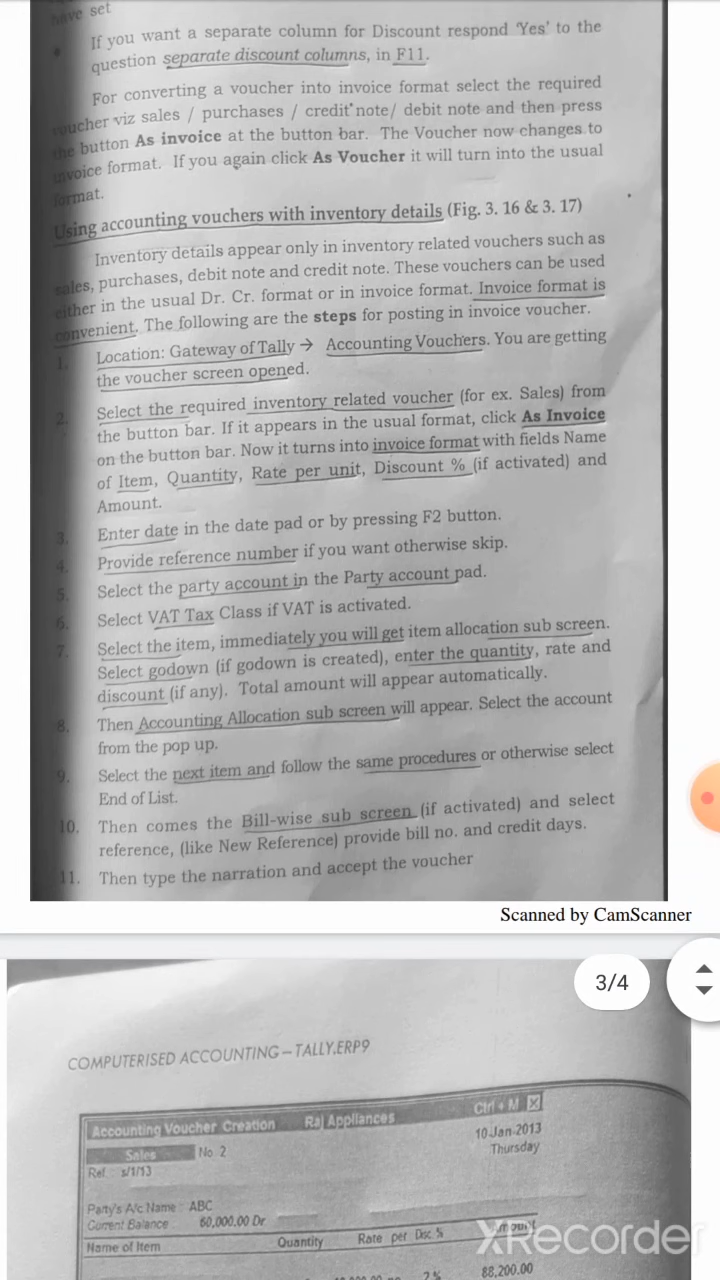 have set
If you want a separate column for Discount respond 'Yes' to the
question separate discount columns, in F11.
For converting a voucher into invoice format select the required
voucher viz sales / purchases / credit note/ debit note and then press
the button As invoice at the button bar. The Voucher now changes to
invoice format. If you again click As Voucher it will turn into the usual
format.
Using accounting vouchers with inventory details (Fig. 3. 16 & 3. 17)
Inventory details appear only in inventory related vouchers such as
sales, purchases, debit note and credit note. These vouchers can be used
either in the usual Dr. Cr. format or in invoice format. Invoice format is
convenient. The following are the steps for posting in invoice voucher.
1. Location: Gateway of Tally → Accounting Vouchers. You are getting
the voucher screen opened.
2. Select the required inventory related voucher (for ex. Sales) from
the button bar. If it appears in the usual format, click As Invoice
on the button bar. Now it turns into invoice format with fields Name
of Item, Quantity, Rate per unit, Discount % (if activated) and
Amount.
3. Enter date in the date pad or by pressing F2 button.
4. Provide reference number if you want otherwise skip.
5. Select the party account in the Party account pad.
6. Select VAT Tax Class if VAT is activated.
7. Select the item, immediately you will get item allocation sub screen.
Select godown (if godown is created), enter the quantity, rate and
discount (if any). Total amount will appear automatically.
8. Then Accounting Allocation sub screen will appear. Select the account
from the pop up.
9. Select the next item and follow the same procedures or otherwise select
End of List.
10. Then comes the Bill-wise sub screen (if activated) and select
reference, (like New Reference) provide bill no. and credit days.
11. Then type the narration and accept the voucher
Scanned by CamScanner
3/4
COMPUTERISED ACCOUNTING – TALLY.ERP9
Accounting Voucher Creation Raj Appliances Ctrl + M X
Sales No. 2 10-Jan-2013
Ref. : s/1/13 Thursday
Party's A/c Name : ABC
Current Balance : 60,000.00 Dr
Name of Item Quantity Rate per Disc % Amount
2 % 88,200.00
XRecorder